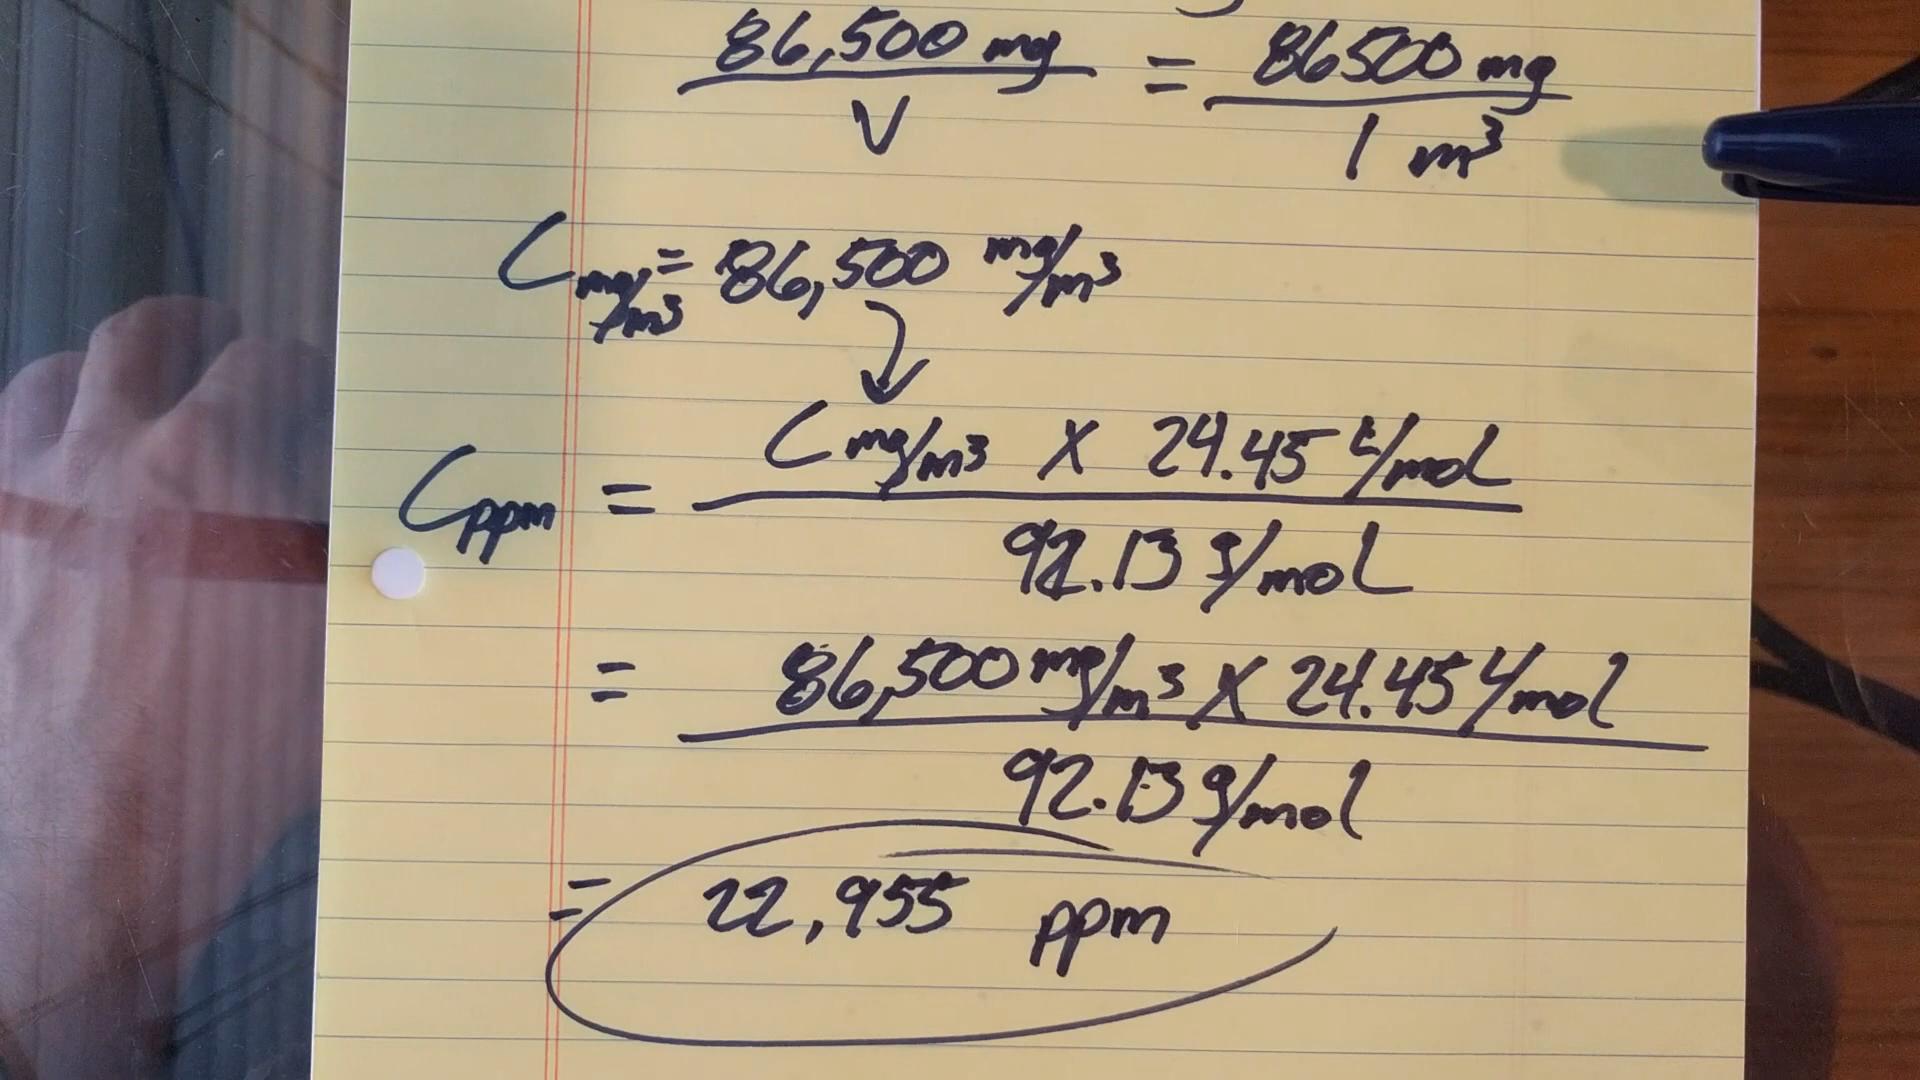 86,500 mg = 86500 mg
V 1 m³
C mg/m³ = 86,500 mg/m³
C mg/m³ X 24.45 L/mol
C ppm =
92.13 g/mol
= 86,500 mg/m³ X 24.45 L/mol
92.13 g/mol
= 22,955 ppm